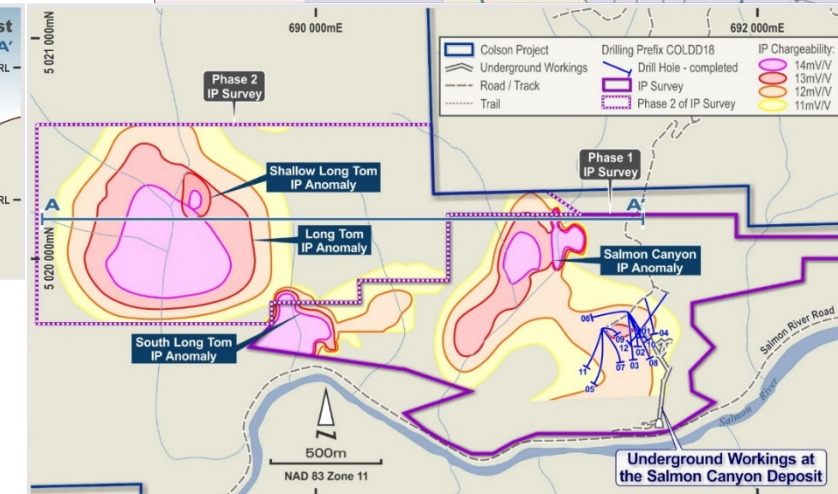 st
A'
RL
RL
690 000mE
692 000mE
5 021 000mN
5 020 000mN
Colson Project
Underground Workings
Road / Track
Trail
Drilling Prefix COLDD18
Drill Hole - completed
IP Survey
Phase 2 of IP Survey
IP Chargeability:
14mV/V
13mV/V
12mV/V
11mV/V
Phase 2
IP Survey
Phase 1
IP Survey
Shallow Long Tom
IP Anomaly
A
A'
Long Tom
IP Anomaly
Salmon Canyon
IP Anomaly
South Long Tom
IP Anomaly
06
01
04
09
10
12
02
11
07
03
08
05
Salmon River Road
Salmon River
N
500m
NAD 83 Zone 11
Underground Workings at
the Salmon Canyon Deposit